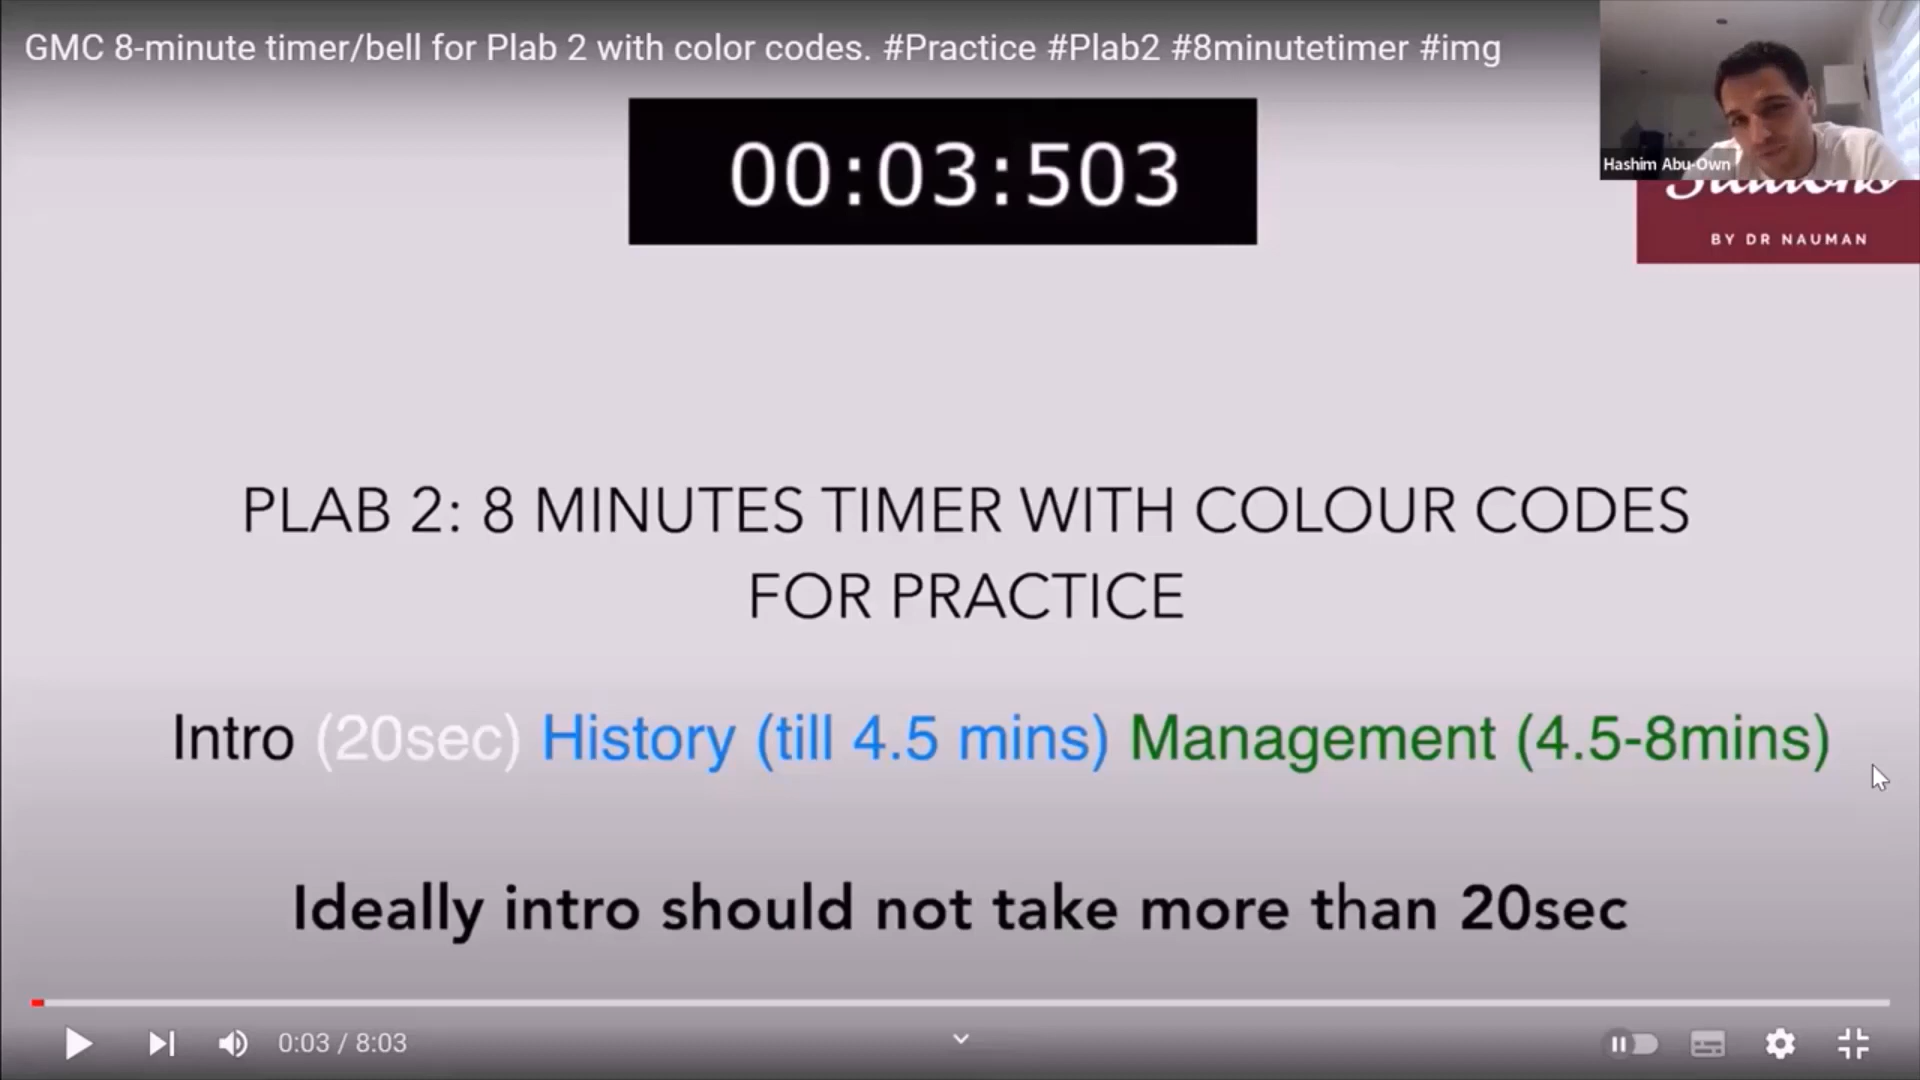 GMC 8-minute timer/bell for Plab 2 with color codes. #Practice #Plab2 #8minutetimer #img
00:03:503
Hashim Abu-Own
BY DR NAUMAN
PLAB 2: 8 MINUTES TIMER WITH COLOUR CODES
FOR PRACTICE
Intro (20sec) History (till 4.5 mins) Management (4.5-8mins)
Ideally intro should not take more than 20sec
0:03 / 8:03